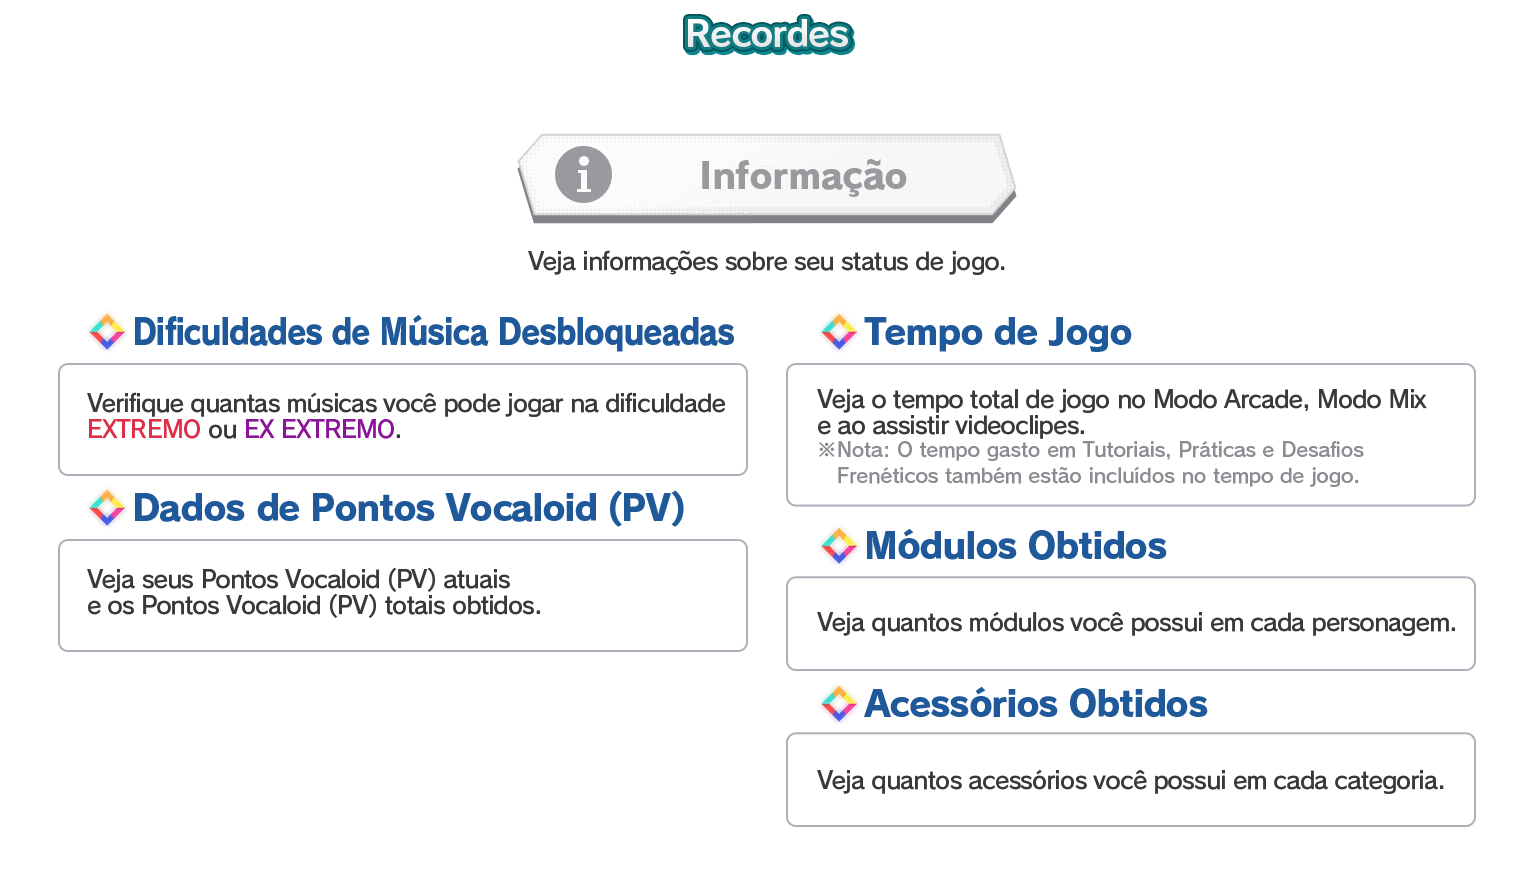 Recordes
Informação
Veja informações sobre seu status de jogo.
Dificuldades de Música Desbloqueadas
Verifique quantas músicas você pode jogar na dificuldade
EXTREMO ou EX EXTREMO.
Dados de Pontos Vocaloid (PV)
Veja seus Pontos Vocaloid (PV) atuais
e os Pontos Vocaloid (PV) totais obtidos.
Tempo de Jogo
Veja o tempo total de jogo no Modo Arcade, Modo Mix
e ao assistir videoclipes.
※Nota: O tempo gasto em Tutoriais, Práticas e Desafios
Frenéticos também estão incluídos no tempo de jogo.
Módulos Obtidos
Veja quantos módulos você possui em cada personagem.
Acessórios Obtidos
Veja quantos acessórios você possui em cada categoria.